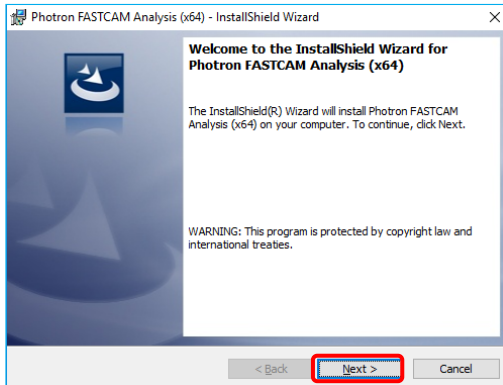 Photron FASTCAM Analysis (x64) - InstallShield Wizard
Welcome to the InstallShield Wizard for
Photron FASTCAM Analysis (x64)
The InstallShield(R) Wizard will install Photron FASTCAM
Analysis (x64) on your computer. To continue, click Next.
WARNING: This program is protected by copyright law and
international treaties.
< Back
Next >
Cancel